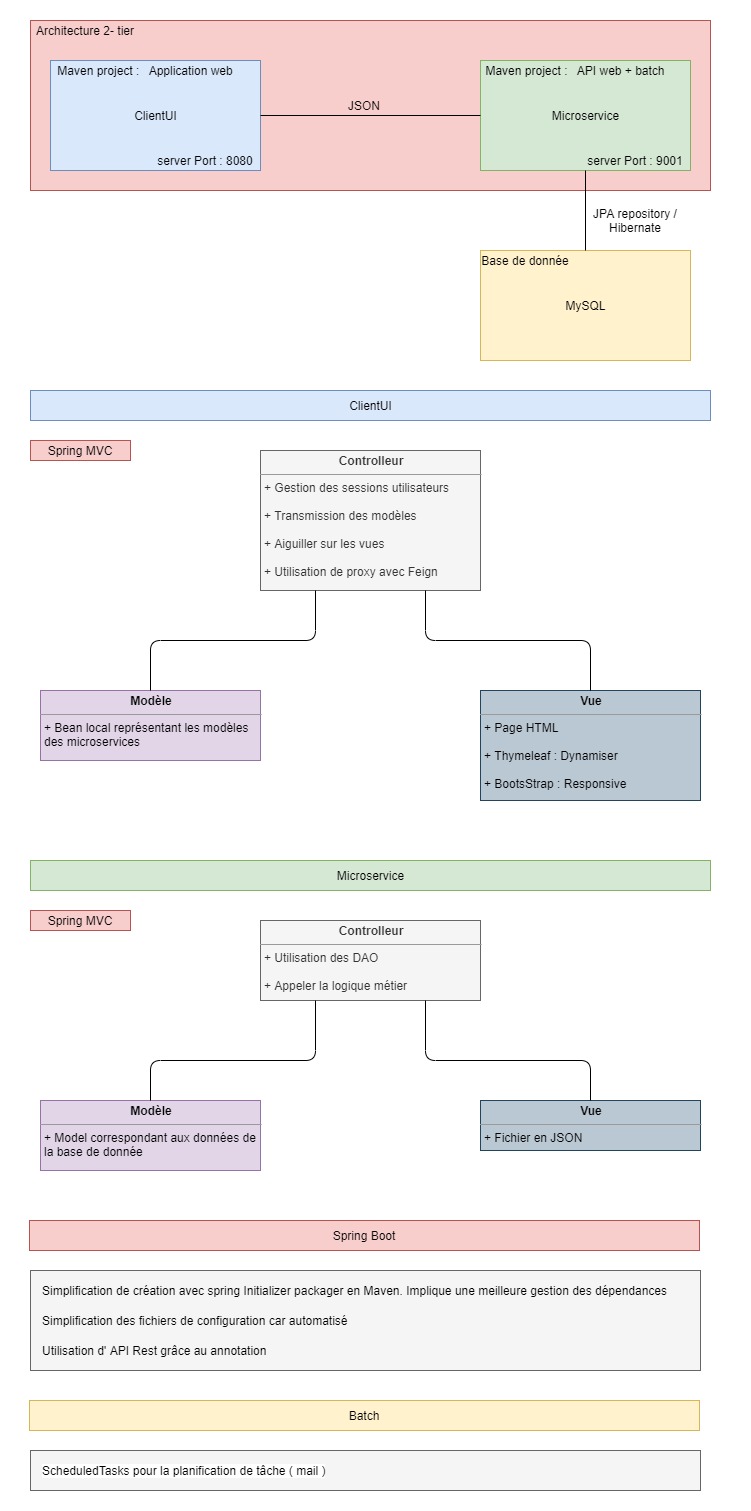 Architecture 2- tier
Maven project :   Application web
ClientUI
server Port : 8080
JSON
Maven project :   API web + batch
Microservice
server Port : 9001
JPA repository /
Hibernate
Base de donnée
MySQL
ClientUI
Spring MVC
Controlleur
+ Gestion des sessions utilisateurs
+ Transmission des modèles
+ Aiguiller sur les vues
+ Utilisation de proxy avec Feign
Modèle
+ Bean local représentant les modèles
des microservices
Vue
+ Page HTML
+ Thymeleaf : Dynamiser
+ BootsStrap : Responsive
Microservice
Spring MVC
Controlleur
+ Utilisation des DAO
+ Appeler la logique mêtier
Modèle
+ Model correspondant aux données de
la base de donnée
Vue
+ Fichier en JSON
Spring Boot
Simplification de création avec spring Initializer packager en Maven. Implique une meilleure gestion des dépendances
Simplification des fichiers de configuration car automatisé
Utilisation d' API Rest grâce au annotation
Batch
ScheduledTasks pour la planification de tâche ( mail )